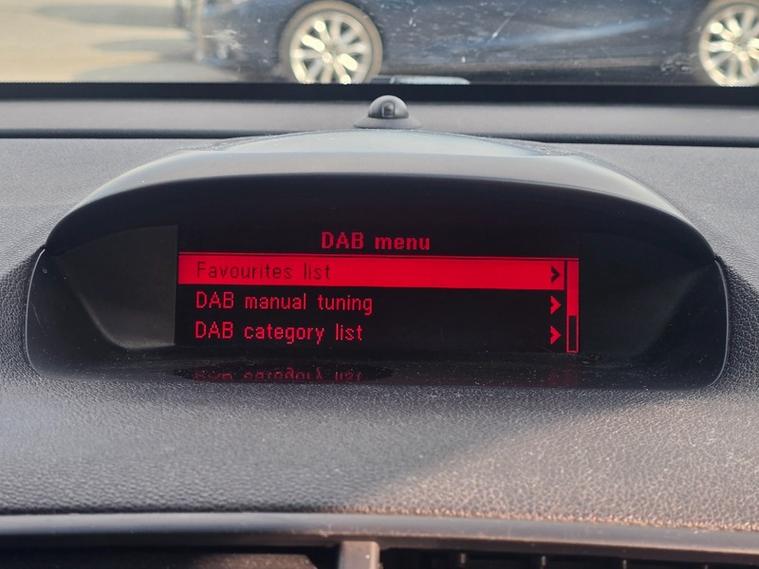 DAB menu
Favourites list
DAB manual tuning
DAB category list